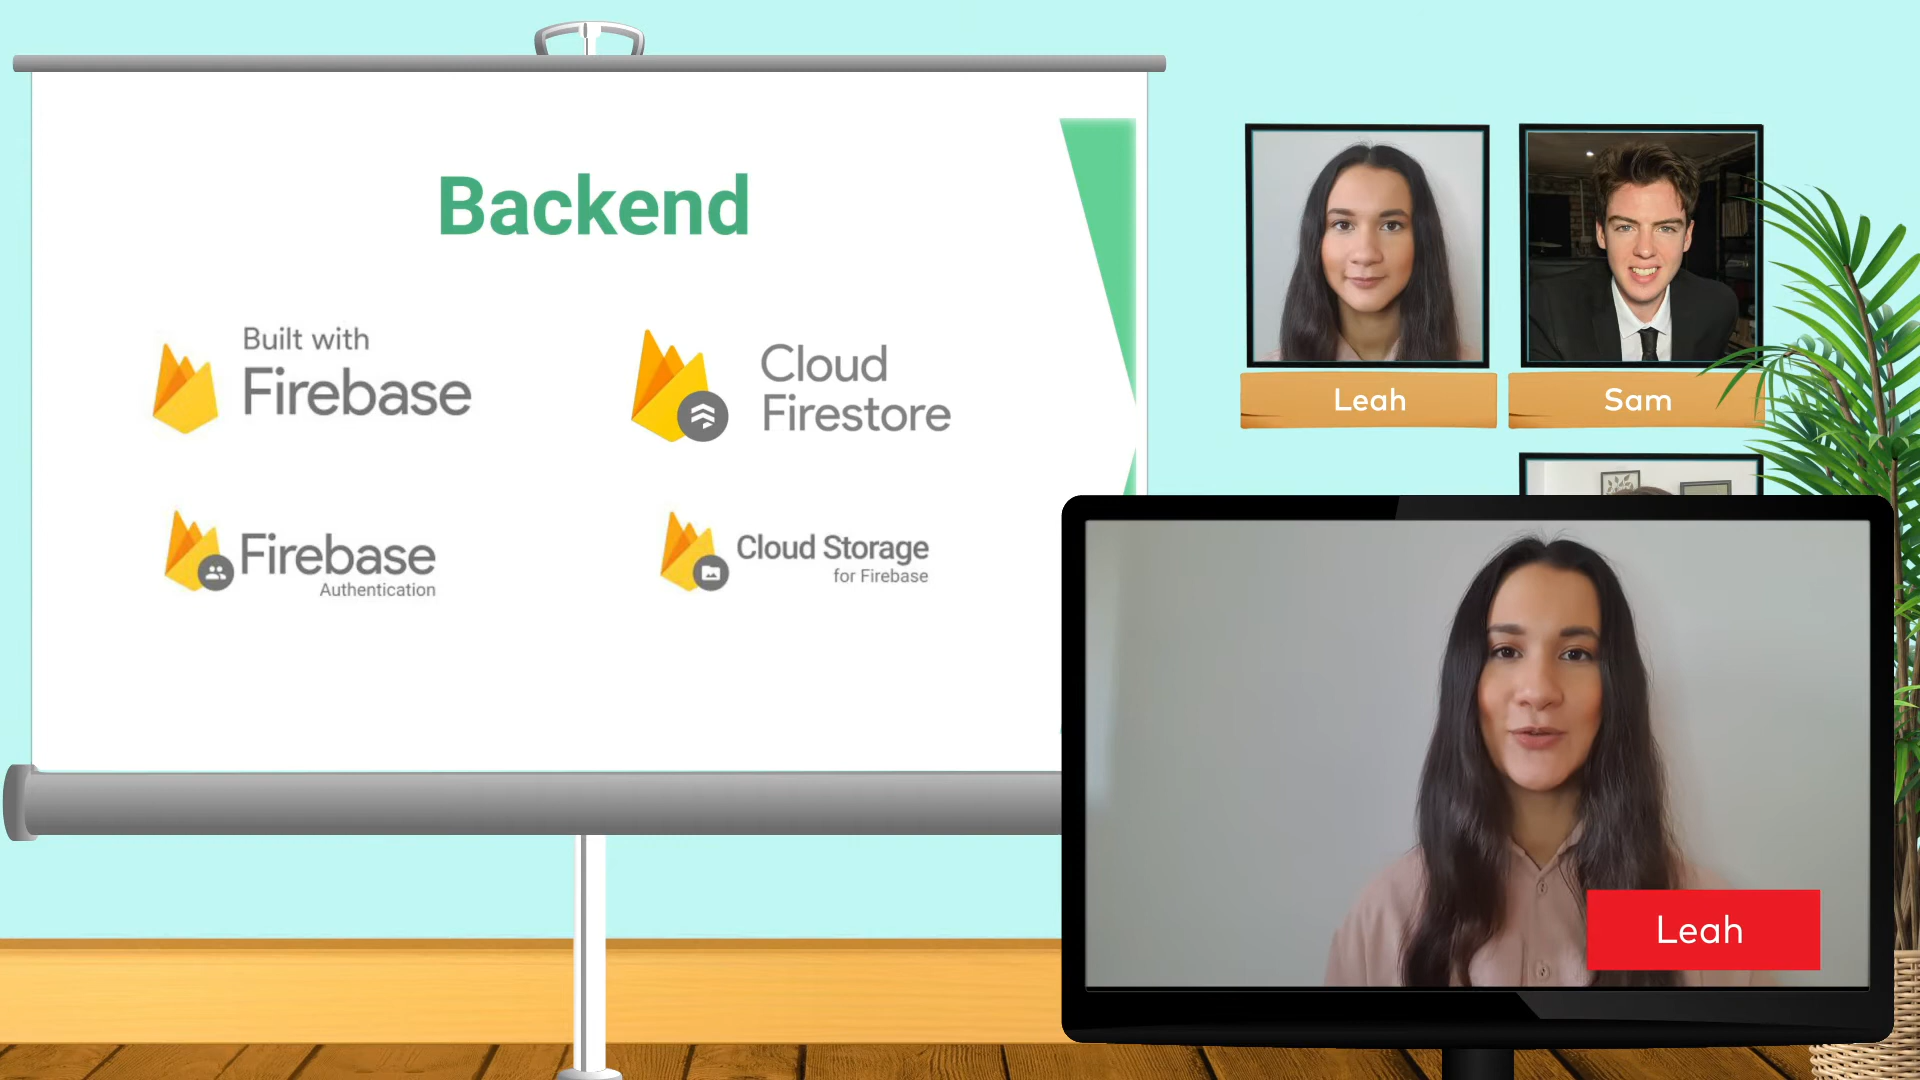 Backend
Built with
Firebase
Cloud
Firestore
Firebase
Authentication
Cloud Storage
for Firebase
Leah
Sam
Leah